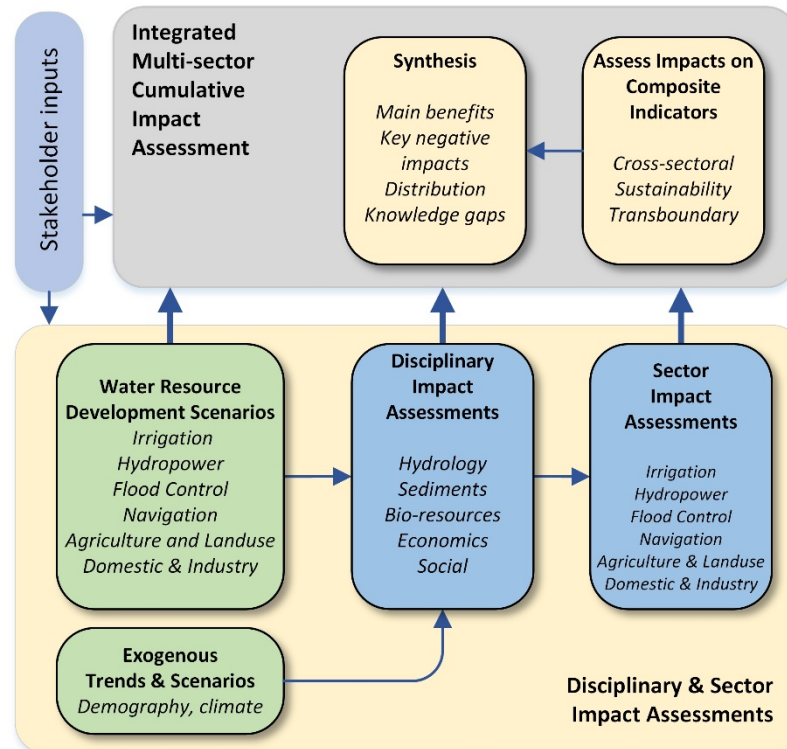 Stakeholder inputs
Integrated
Multi-sector
Cumulative
Impact
Assessment
Synthesis
Main benefits
Key negative
impacts
Distribution
Knowledge gaps
Assess Impacts on
Composite
Indicators
Cross-sectoral
Sustainability
Transboundary
Water Resource
Development Scenarios
Irrigation
Hydropower
Flood Control
Navigation
Agriculture and Landuse
Domestic & Industry
Disciplinary
Impact
Assessments
Hydrology
Sediments
Bio-resources
Economics
Social
Sector
Impact
Assessments
Irrigation
Hydropower
Flood Control
Navigation
Agriculture & Landuse
Domestic & Industry
Exogenous
Trends & Scenarios
Demography, climate
Disciplinary & Sector
Impact Assessments